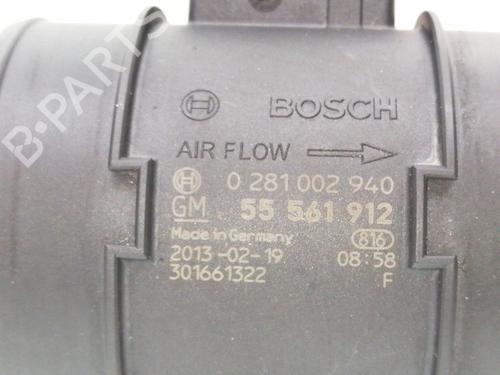 B-PARTS
BOSCH
AIR FLOW
0 281 002 940
GM 55 561 912
Made in Germany 816
2013-02-19 08:58
301661322 F